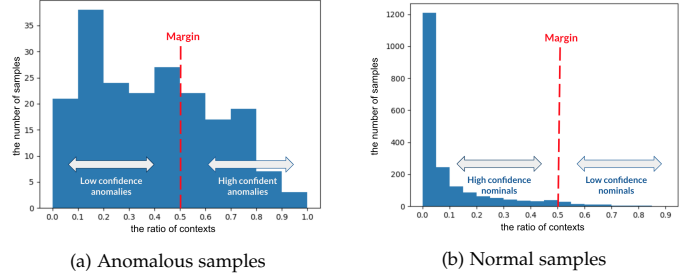 Margin
the number of samples
35
30
25
20
15
10
5
0
Low confidence
anomalies
High confident
anomalies
0.0 0.1 0.2 0.3 0.4 0.5 0.6 0.7 0.8 0.9 1.0
the ratio of contexts
(a) Anomalous samples
Margin
the number of samples
1200
1000
800
600
400
200
0
High confidence
nominals
Low confidence
nominals
0.0 0.1 0.2 0.3 0.4 0.5 0.6 0.7 0.8 0.9
the ratio of contexts
(b) Normal samples